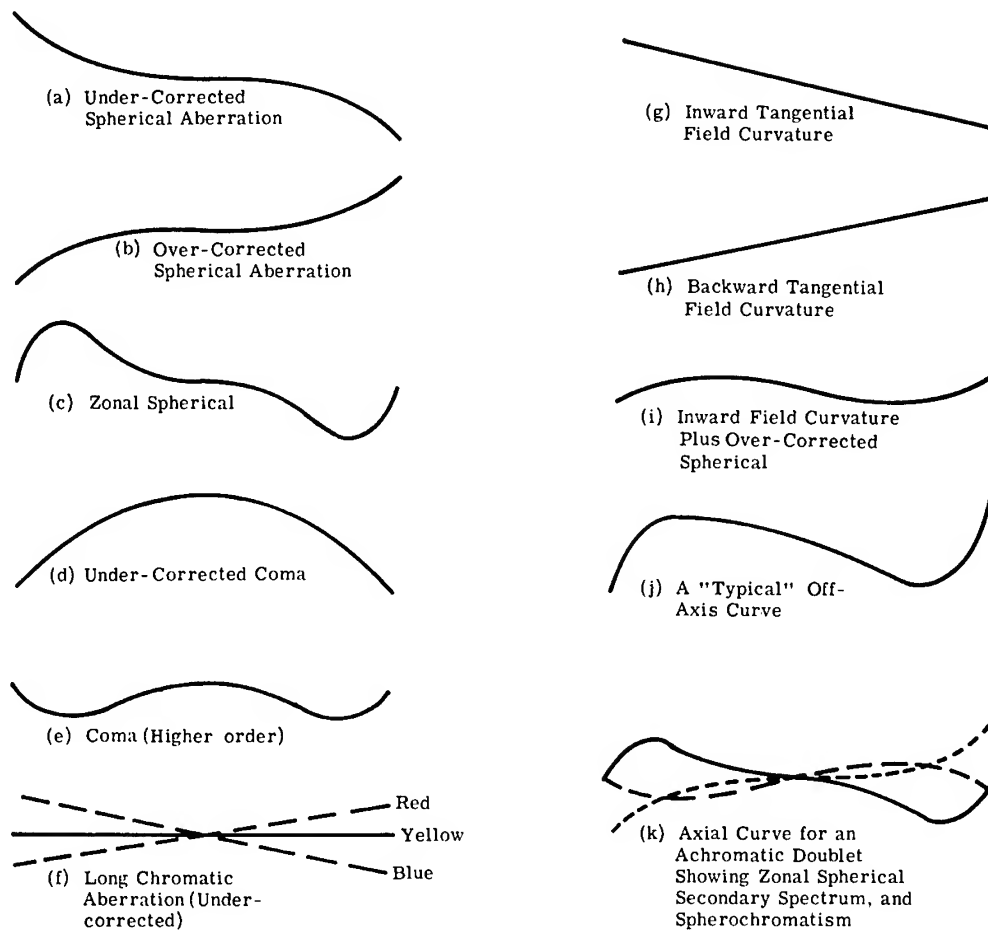 (a) Under-Corrected
Spherical Aberration
(b) Over-Corrected
Spherical Aberration
(c) Zonal Spherical
(d) Under-Corrected Coma
(e) Coma (Higher order)
Red
Yellow
Blue
(f) Long Chromatic
Aberration (Under-
corrected)
(g) Inward Tangential
Field Curvature
(h) Backward Tangential
Field Curvature
(i) Inward Field Curvature
Plus Over-Corrected
Spherical
(j) A "Typical" Off-
Axis Curve
(k) Axial Curve for an
Achromatic Doublet
Showing Zonal Spherical
Secondary Spectrum, and
Spherochromatism